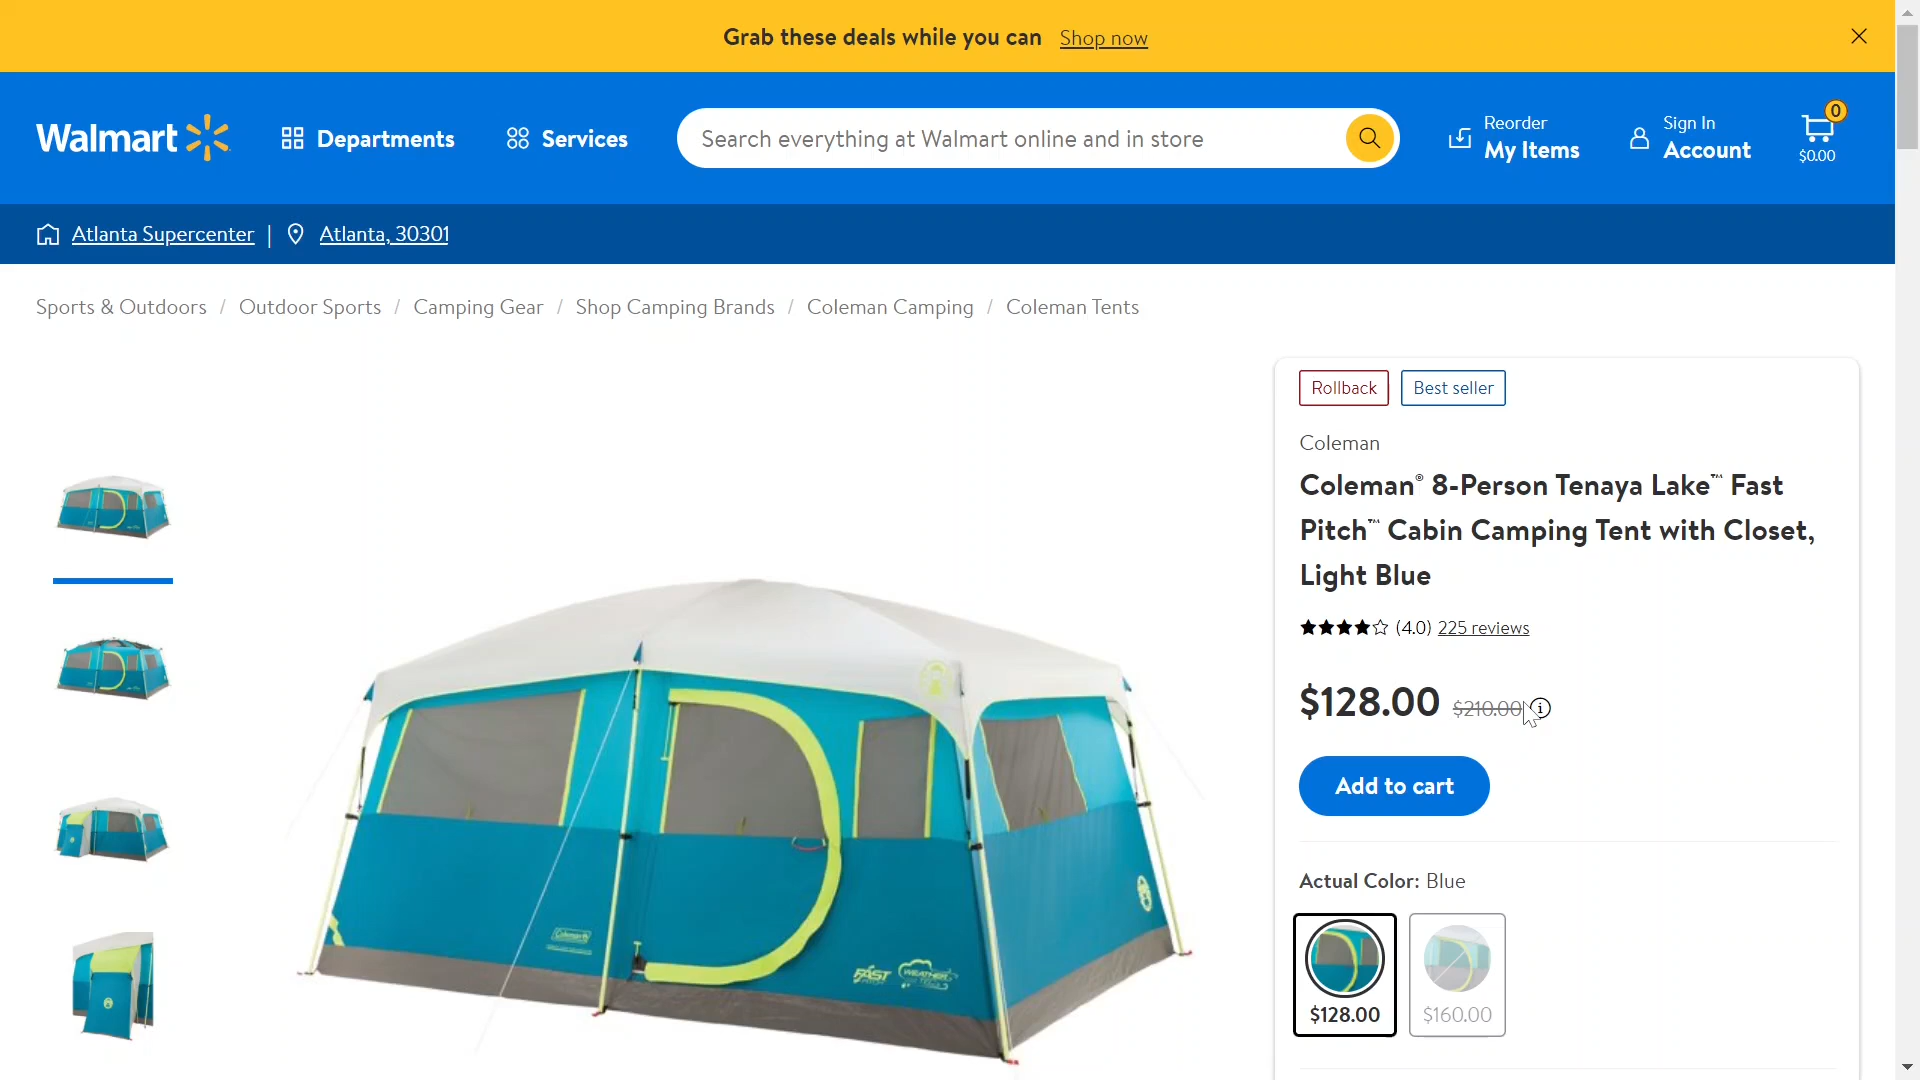 Grab these deals while you can Shop now
Walmart
Departments
Services
Search everything at Walmart online and in store
Reorder
My Items
Sign In
Account
0
$0.00
Atlanta Supercenter | Atlanta, 30301
Sports & Outdoors / Outdoor Sports / Camping Gear / Shop Camping Brands / Coleman Camping / Coleman Tents
Rollback
Best seller
Coleman
Coleman® 8-Person Tenaya Lake™ Fast
Pitch™ Cabin Camping Tent with Closet,
Light Blue
(4.0) 225 reviews
$128.00 $210.00
Add to cart
Actual Color: Blue
$128.00
$160.00
Coleman
FAST
PITCH
WEATHER